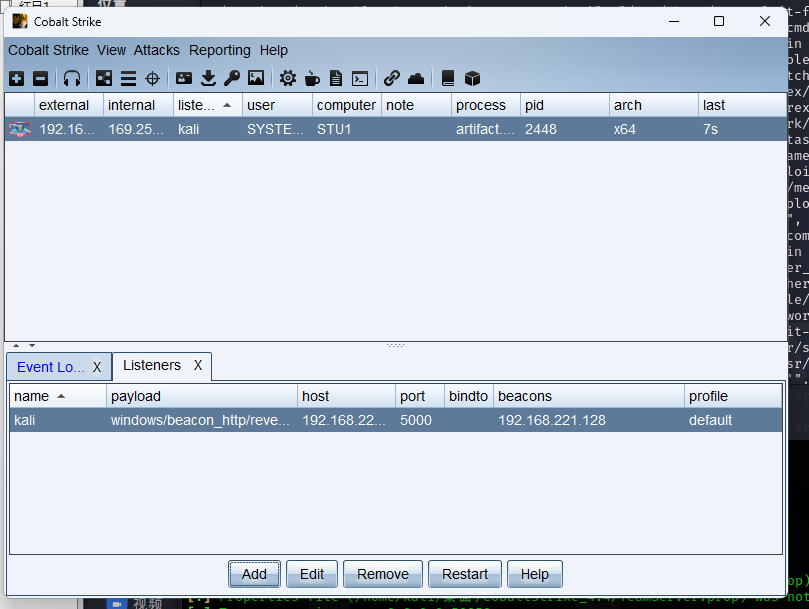 Cobalt Strike
Cobalt Strike View Attacks Reporting Help
external internal liste... user computer note process pid arch last
192.16... 169.25... kali SYSTE... STU1 artifact.... 2448 x64 7s
Event Lo... X Listeners X
name payload host port bindto beacons profile
kali windows/beacon_http/reve... 192.168.22... 5000 192.168.221.128 default
Add Edit Remove Restart Help
视频